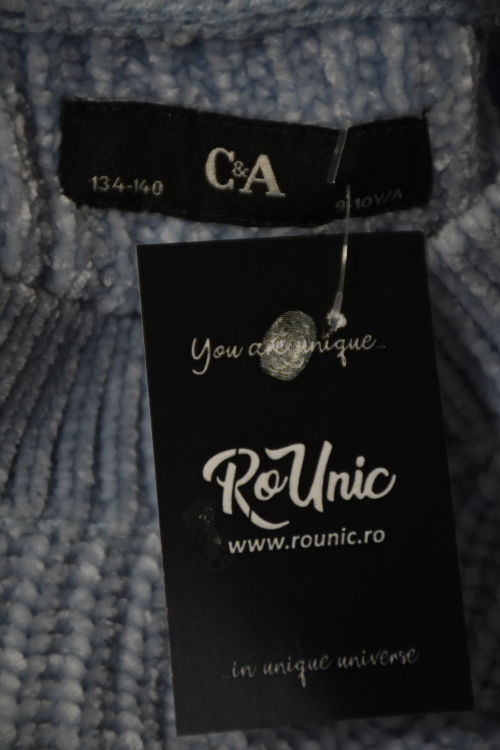 C&A
134-140
9-10Y/A
You are unique...
RoUnic
www.rounic.ro
...in unique universe